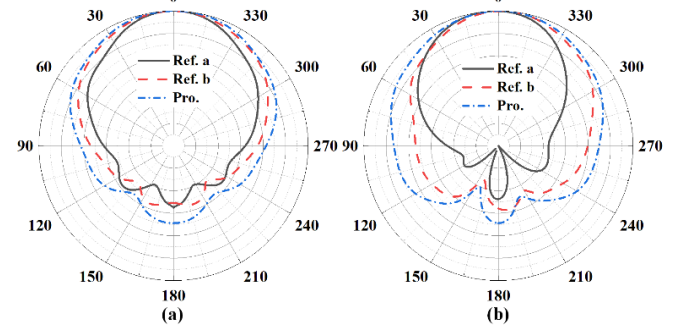 30 330 30 330
60 300 60 300
Ref. a Ref. a
Ref. b Ref. b
Pro. Pro.
90 270 90 270
120 240 120 240
150 210 150 210
180 180
(a) (b)